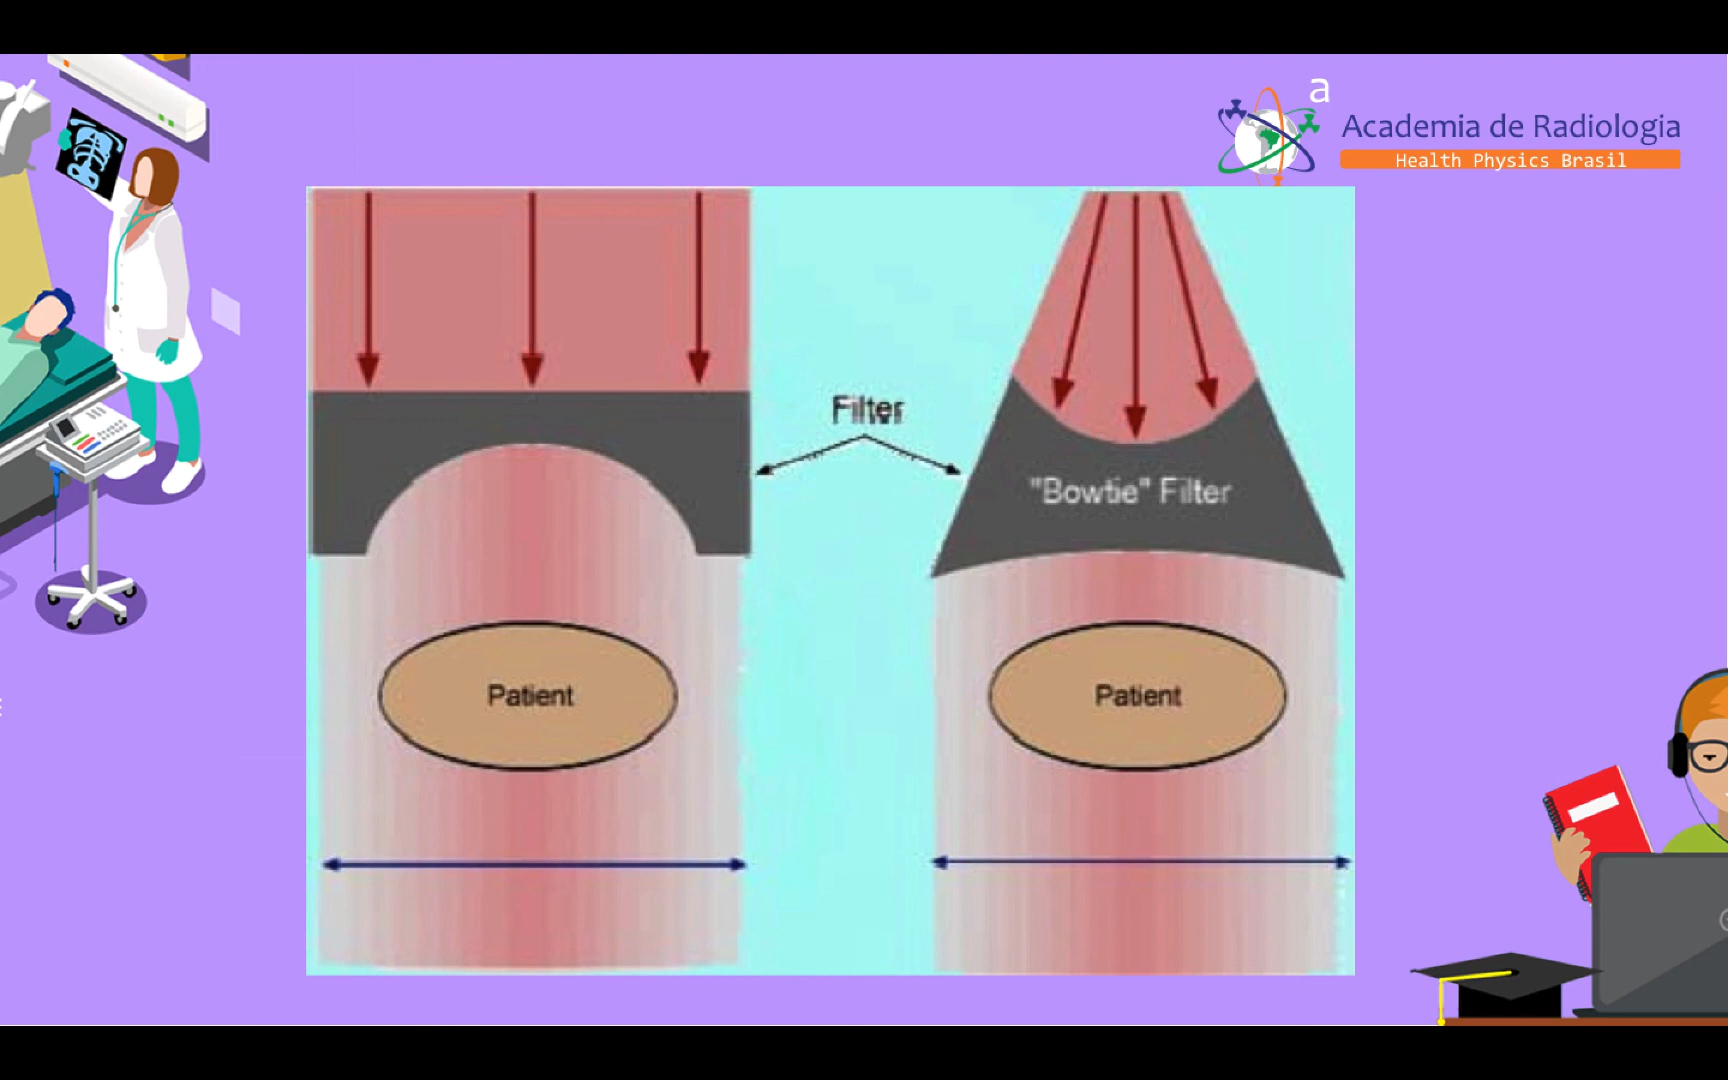 a
Academia de Radiologia
Health Physics Brasil
Filter
"Bowtie" Filter
Patient
Patient